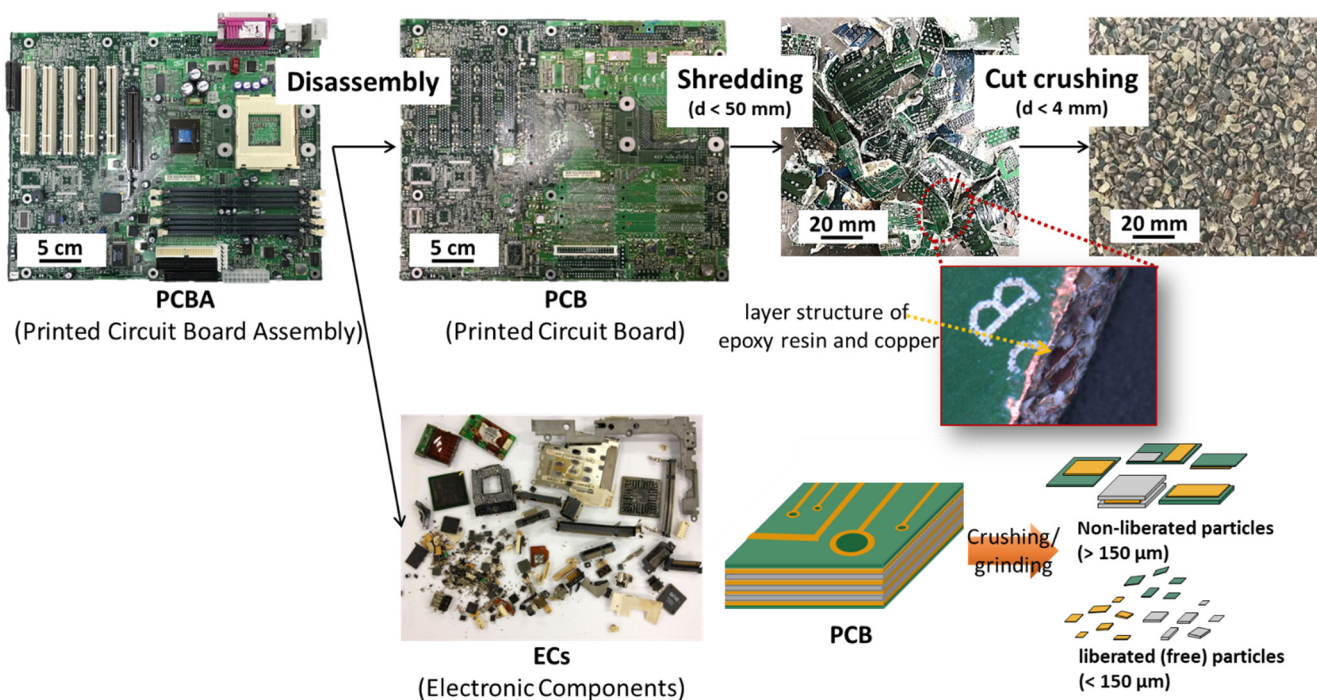 Disassembly
Shredding
(d < 50 mm)
Cut crushing
(d < 4 mm)
5 cm
5 cm
20 mm
20 mm
PCBA
(Printed Circuit Board Assembly)
PCB
(Printed Circuit Board)
layer structure of
epoxy resin and copper
Crushing/
grinding
Non-liberated particles
(> 150 μm)
PCB
liberated (free) particles
(< 150 μm)
ECs
(Electronic Components)